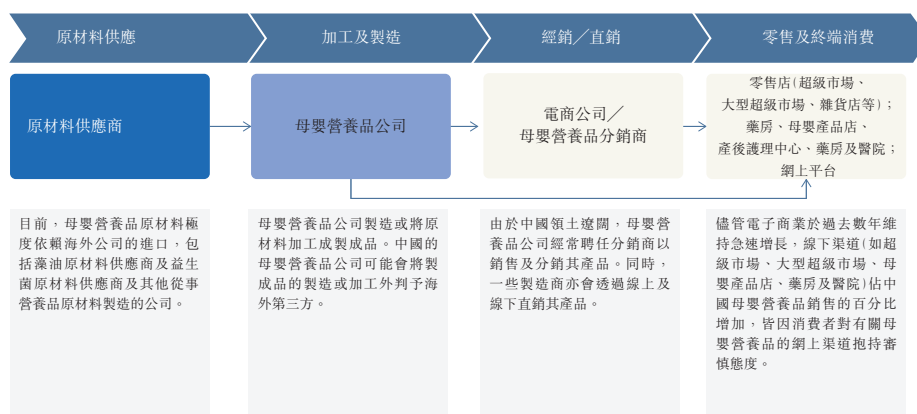 原材料供應
加工及製造
經銷／直銷
零售及終端消費
原材料供應商
母嬰營養品公司
電商公司／
母嬰營養品分銷商
零售店(超級市場、
大型超級市場、雜貨店等)；
藥房、母嬰產品店、
產後護理中心、藥房及醫院；
網上平台
目前，母嬰營養品原材料極
度依賴海外公司的進口，包
括藻油原材料供應商及益生
菌原材料供應商及其他從事
營養品原材料製造的公司。
母嬰營養品公司製造或將原
材料加工成製成品。中國的
母嬰營養品公司可能會將製
成品的製造或加工外判予海
外第三方。
由於中國領土遼闊，母嬰營
養品公司經常聘任分銷商以
銷售及分銷其產品。同時，
一些製造商亦會透過線上及
線下直銷其產品。
儘管電子商業於過去數年維
持急速增長，線下渠道(如超
級市場、大型超級市場、母
嬰產品店、藥房及醫院)佔中
國母嬰營養品銷售的百分比
增加，皆因消費者對有關母
嬰營養品的網上渠道抱持審
慎態度。